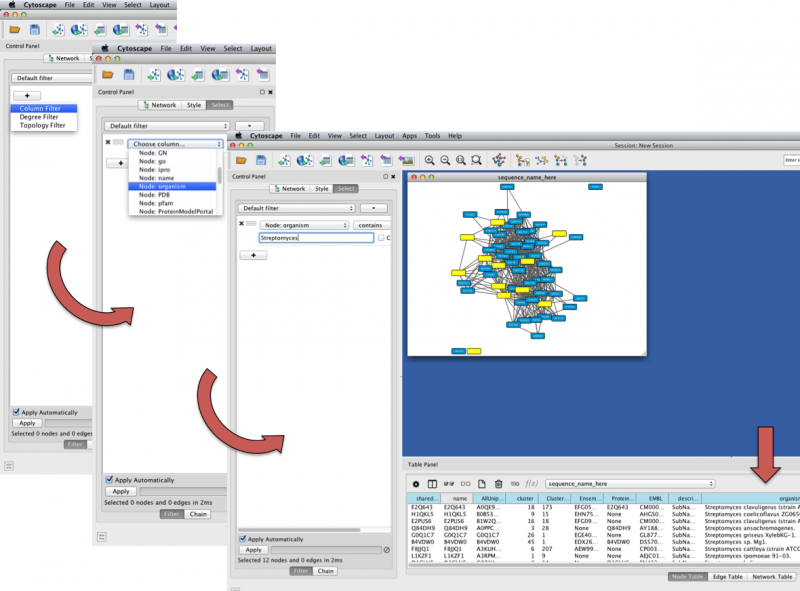 Cytoscape File Edit View Select Layout
Control Panel
Network
Default filter
+
Column Filter
Degree Filter
Topology Filter
Apply Automatically
Apply
Selected 0 nodes and 0 edges
Filter
Cytoscape File Edit View Select Layout
Control Panel
Network Style Select
Default filter
Choose column...
Node: GN
Node: go
Node: ipro
Node: name
Node: organism
Node: PDB
Node: pfam
Node: ProteinModelPortal
+
Apply Automatically
Apply
Selected 0 nodes and 0 edges in 2ms
Filter Chain
Cytoscape File Edit View Select Layout Apps Tools Help
Session: New Session
Control Panel
Network Style Select
Default filter
Node: organism contains
Streptomyces
+
Apply Automatically
Apply
Selected 12 nodes and 0 edges in 2ms
Filter Chain
sequence_name_here
Table Panel
f(x) sequence_name_here
shared... name AllUnip... cluster Cluster... Ensem... Protein... EMBL descri... organis
E2Q643 E2Q643 A0QE9... 18 173 EFG09... E2Q643 CM000... SubNa... Streptomyces clavuligerus (strain A
H1QKL5 H1QKL5 B0B53... 9 15 EHN75... None AHGS0... SubNa... Streptomyces coelicoflavus ZG065
E2PUS6 E2PUS6 B1W2Q... 16 18 EFG09... None CM000... SubNa... Streptomyces clavuligerus (strain A
Q84DH9 Q84DH9 A0PPC... 3 28 None None SubNa... Streptomyces ansochromogenes.
G0Q1C7 G0Q1C7 26 1 EGE40... None GL877... SubNa... Streptomyces griseus XylebKG-1.
B4VDW0 B4VDW0 45 1 EDX26... B4VDW0 DS570... SubNa... Streptomyces sp. Mg1.
F8JJQ1 F8JJQ1 A3KUH... 6 207 AEW99... None CP003... SubNa... Streptomyces cattleya (strain ATCC
L1KZF1 L1KZF1 A3RPM... 1 9 None None AEJC01... SubNa... Streptomyces ipomoeae 91-03.
Node Table Edge Table Network Table